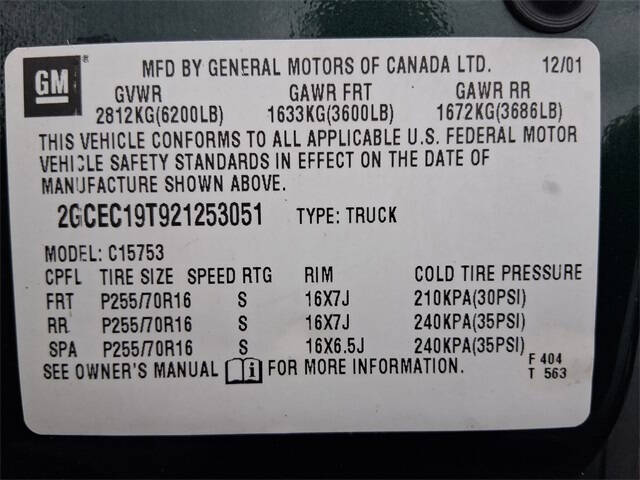 GM ® MFD BY GENERAL MOTORS OF CANADA LTD. 12/01
GVWR GAWR FRT GAWR RR
2812KG(6200LB) 1633KG(3600LB) 1672KG(3686LB)
THIS VEHICLE CONFORMS TO ALL APPLICABLE U.S. FEDERAL MOTOR
VEHICLE SAFETY STANDARDS IN EFFECT ON THE DATE OF
MANUFACTURE SHOWN ABOVE.
2GCEC19T921253051 TYPE: TRUCK
MODEL: C15753
CPFL TIRE SIZE SPEED RTG RIM COLD TIRE PRESSURE
FRT P255/70R16 S 16X7J 210KPA(30PSI)
RR P255/70R16 S 16X7J 240KPA(35PSI)
SPA P255/70R16 S 16X6.5J 240KPA(35PSI)
SEE OWNER'S MANUAL i FOR MORE INFORMATION.
F 404
T 563